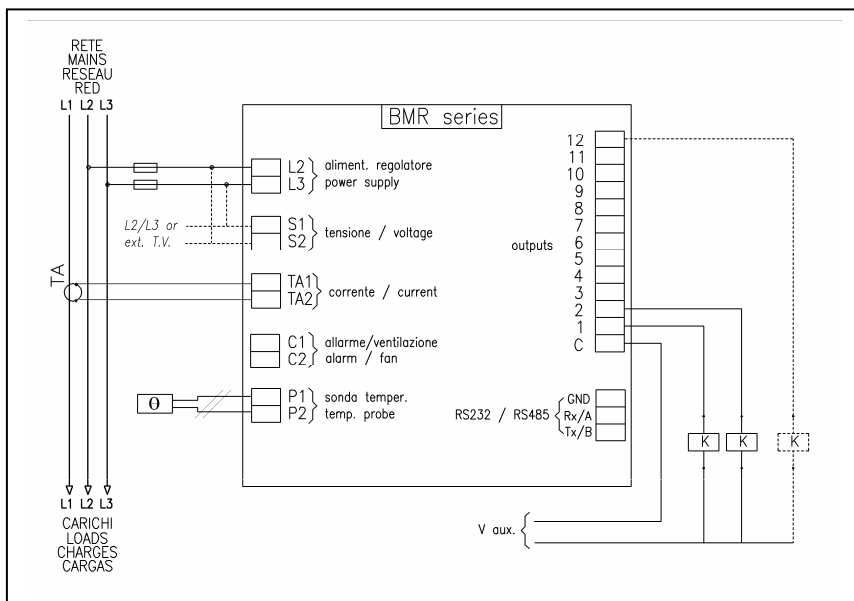 RETE
MAINS
RESEAU
RED
L1 L2 L3
BMR series
L2
L3
aliment. regolatore
power supply
L2/L3 or
ext. T.V.
S1
S2
tensione / voltage
TA
TA1
TA2
corrente / current
C1
C2
allarme/ventilazione
alarm / fan
θ
P1
P2
sonda temper.
temp. probe
outputs
12
11
10
9
8
7
6
5
4
3
2
1
C
RS232 / RS485
GND
Rx/A
Tx/B
K K K
V aux.
L1 L2 L3
CARICHI
LOADS
CHARGES
CARGAS